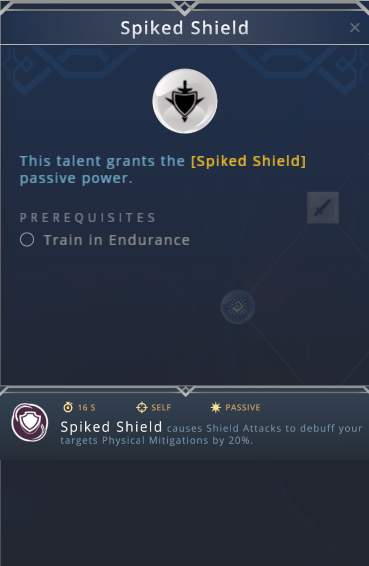 Spiked Shield
This talent grants the [Spiked Shield]
passive power.
PREREQUISITES
Train in Endurance
16 S SELF PASSIVE
Spiked Shield causes Shield Attacks to debuff your
targets Physical Mitigations by 20%.